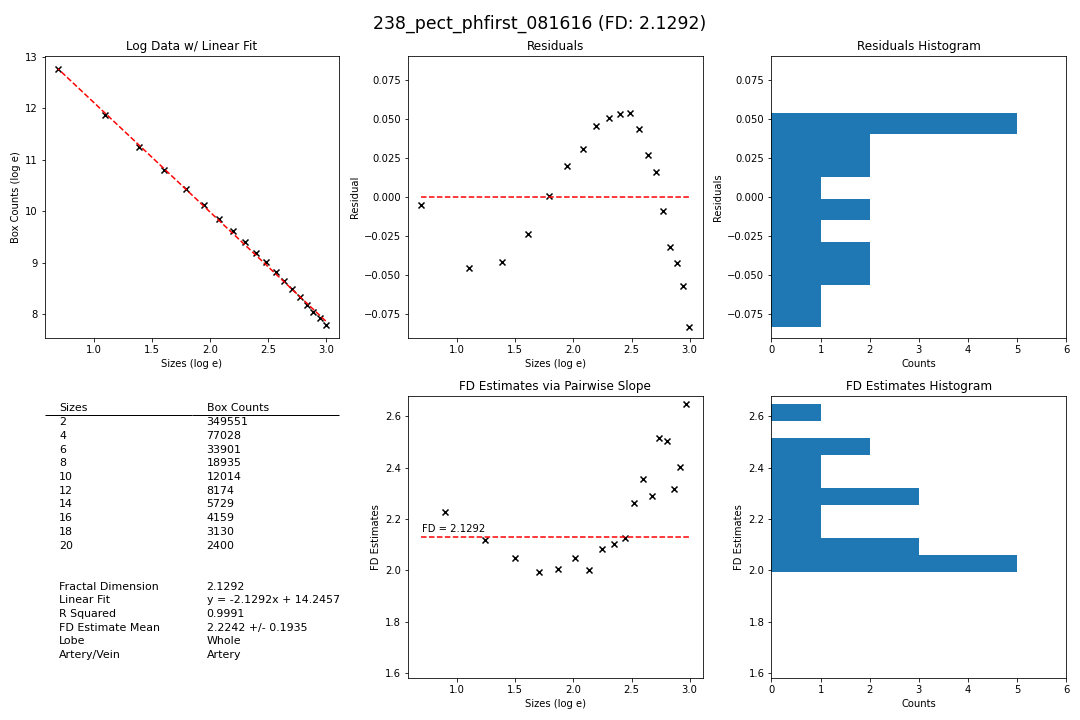 238_pect_phfirst_081616 (FD: 2.1292)
Log Data w/ Linear Fit
Box Counts (log e)
13
12
11
10
9
8
1.0 1.5 2.0 2.5 3.0
Sizes (log e)
Residuals
Residual
0.075
0.050
0.025
0.000
−0.025
−0.050
−0.075
1.0 1.5 2.0 2.5 3.0
Sizes (log e)
Residuals Histogram
Residuals
0.075
0.050
0.025
0.000
−0.025
−0.050
−0.075
0 1 2 3 4 5 6
Counts
Sizes Box Counts
2 349551
4 77028
6 33901
8 18935
10 12014
12 8174
14 5729
16 4159
18 3130
20 2400
Fractal Dimension 2.1292
Linear Fit y = -2.1292x + 14.2457
R Squared 0.9991
FD Estimate Mean 2.2242 +/- 0.1935
Lobe Whole
Artery/Vein Artery
FD Estimates via Pairwise Slope
FD Estimates
2.6
2.4
2.2
2.0
1.8
1.6
FD = 2.1292
1.0 1.5 2.0 2.5 3.0
Sizes (log e)
FD Estimates Histogram
FD Estimates
2.6
2.4
2.2
2.0
1.8
1.6
0 1 2 3 4 5 6
Counts